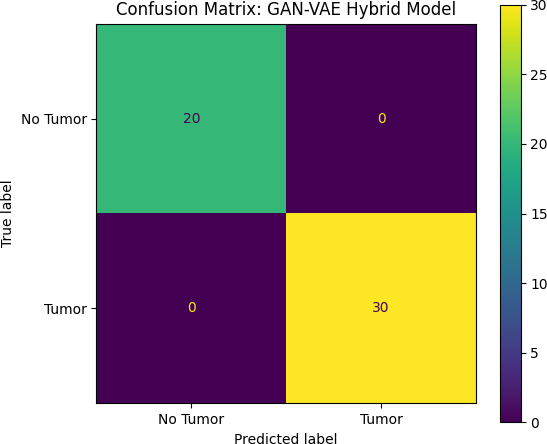 Confusion Matrix: GAN-VAE Hybrid Model
No Tumor
20
0
Tumor
0
30
No Tumor
Tumor
Predicted label
True label
30
25
20
15
10
5
0